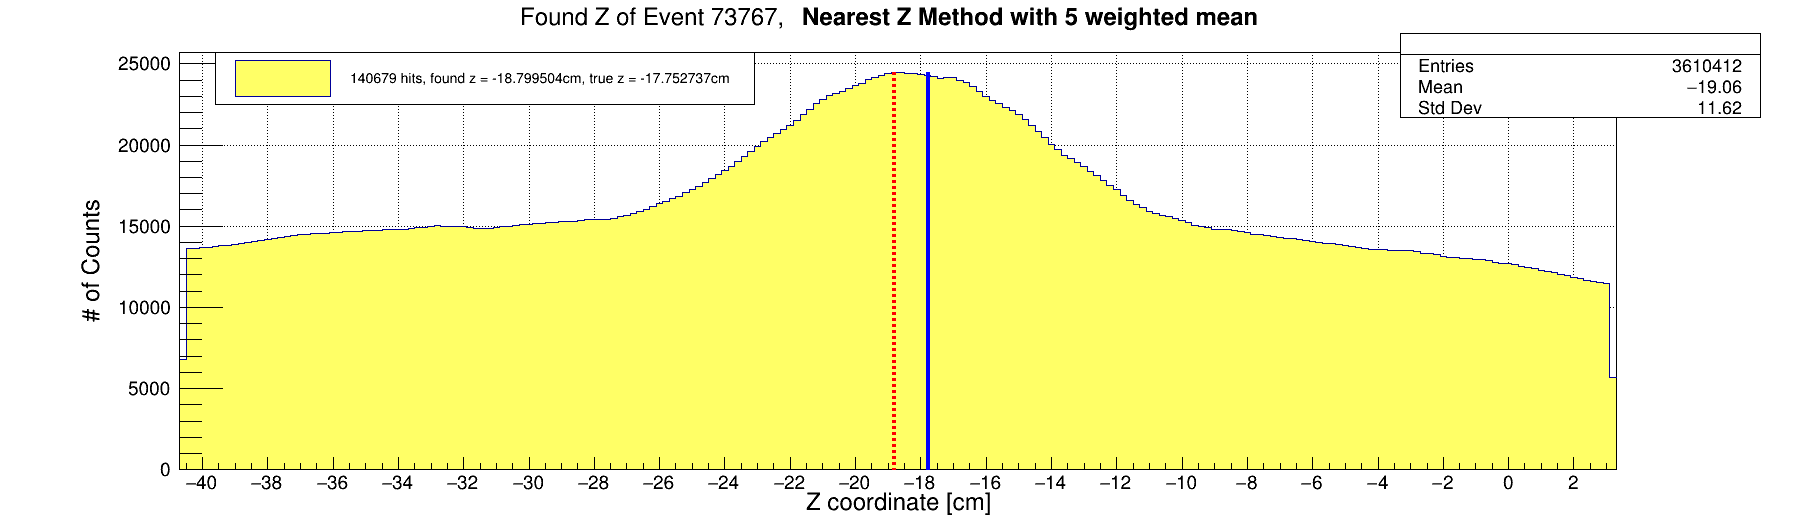 Found Z of Event 73767, Nearest Z Method with 5 weighted mean
140679 hits, found z = -18.799504cm, true z = -17.752737cm
Entries 3610412
Mean −19.06
Std Dev 11.62
# of Counts
25000
20000
15000
10000
5000
0
−40 −38 −36 −34 −32 −30 −28 −26 −24 −22 −20 −18 −16 −14 −12 −10 −8 −6 −4 −2 0 2
Z coordinate [cm]